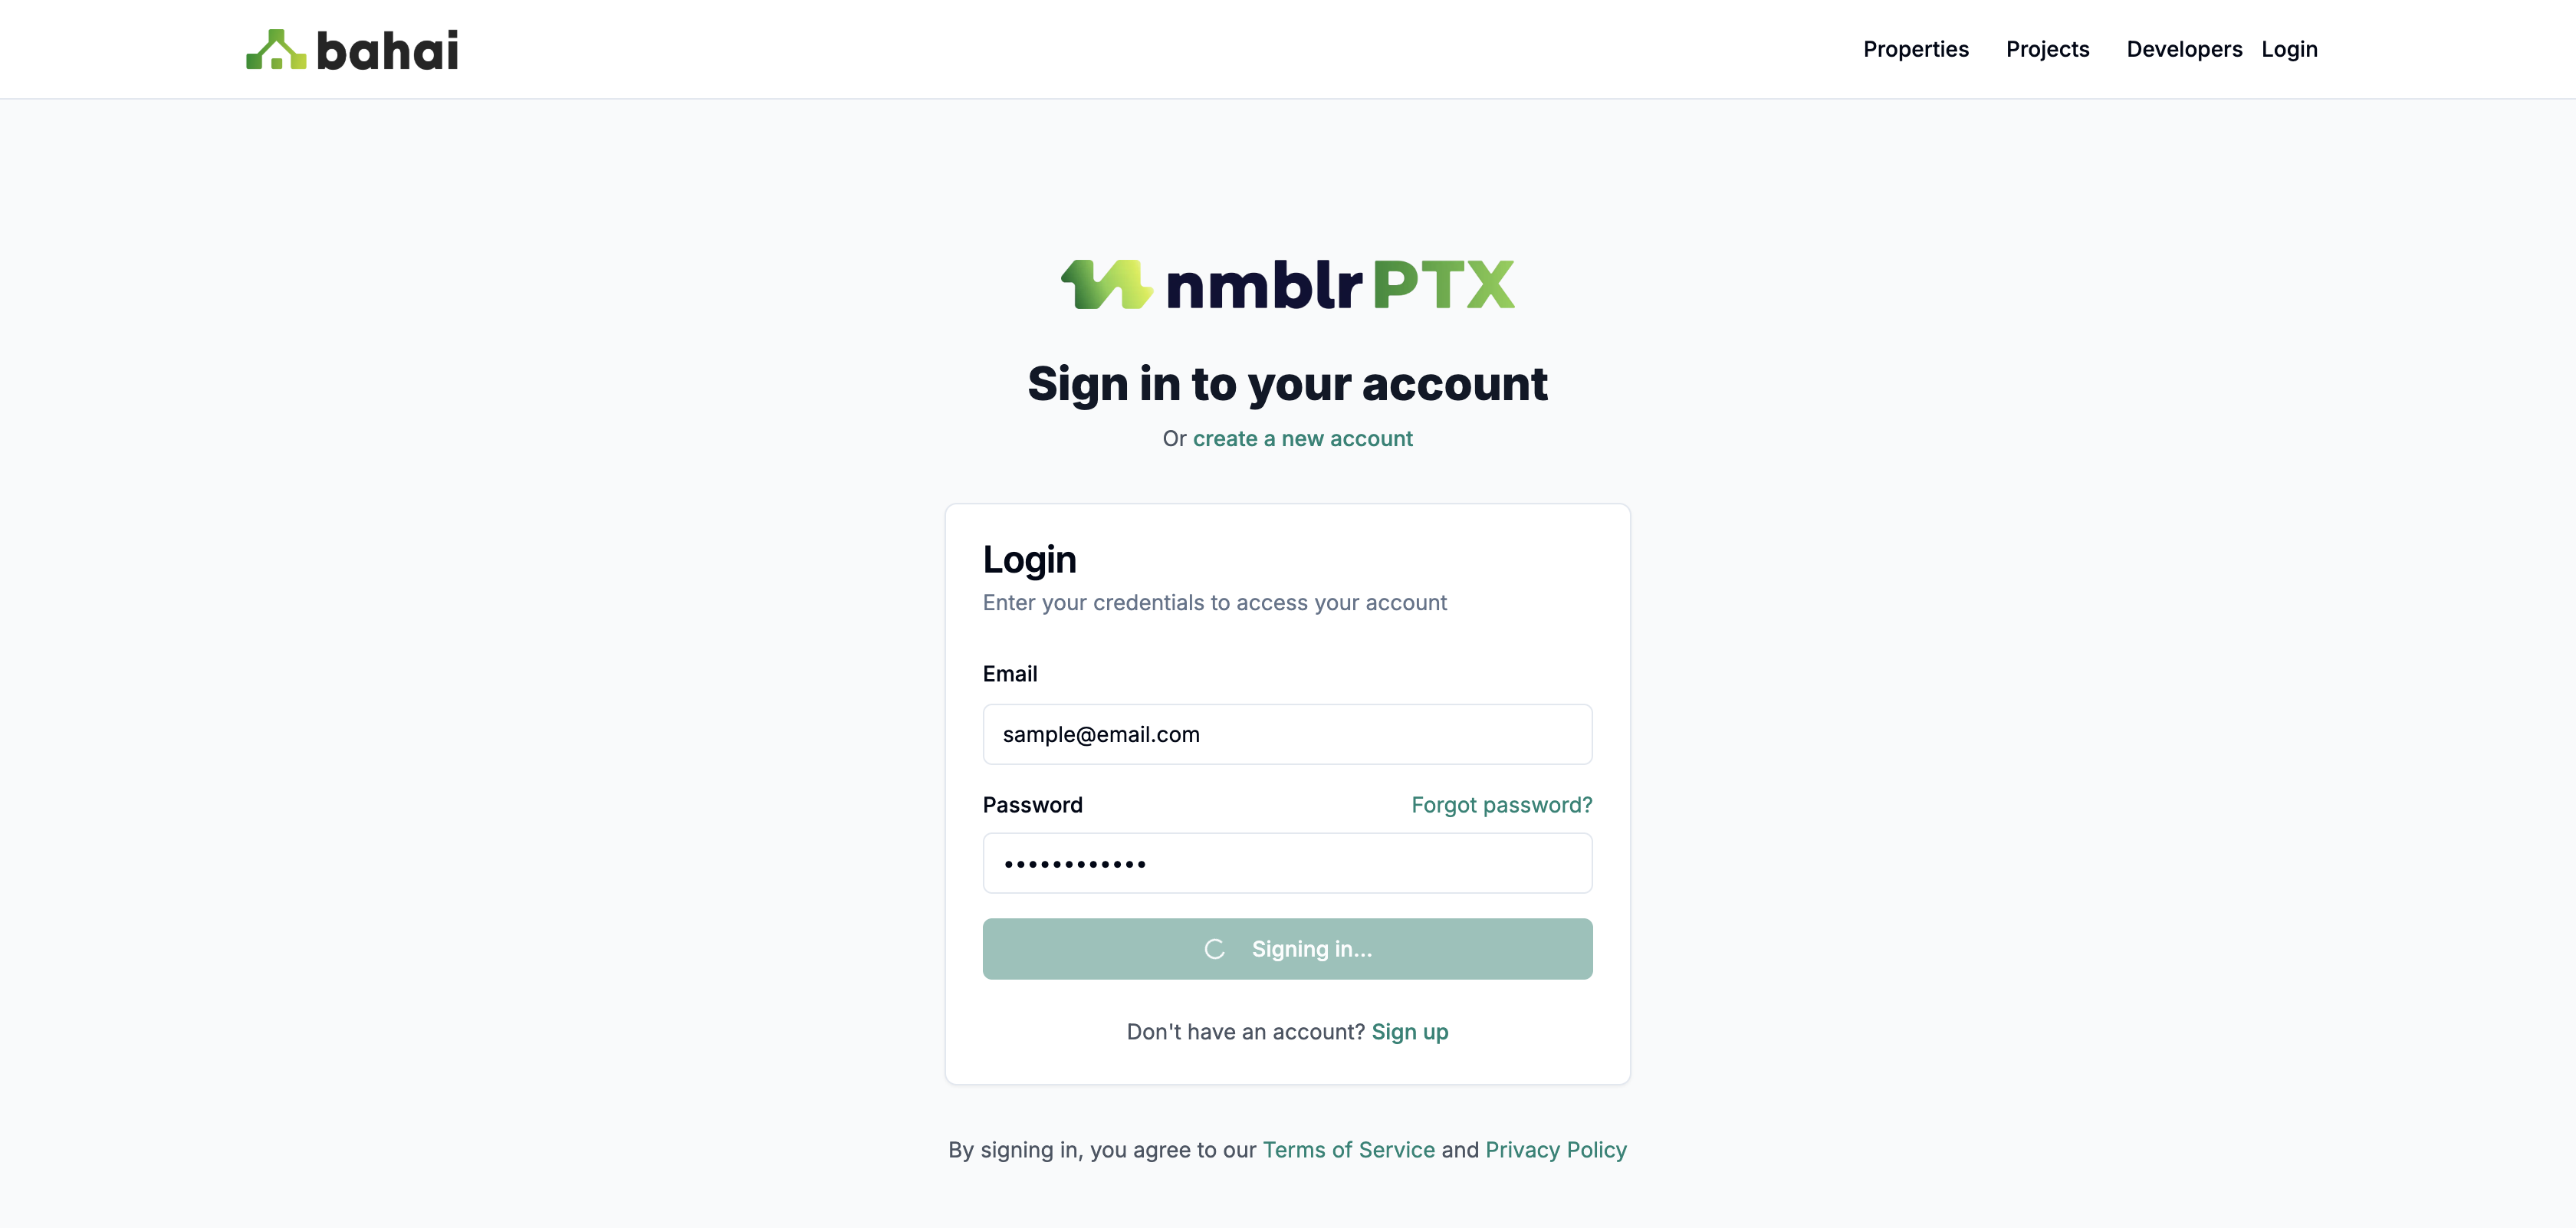 bahai
Properties Projects Developers Login
nmblr PTX
Sign in to your account
Or create a new account
Login
Enter your credentials to access your account
Email
sample@email.com
Password Forgot password?
••••••••••••
Signing in...
Don't have an account? Sign up
By signing in, you agree to our Terms of Service and Privacy Policy